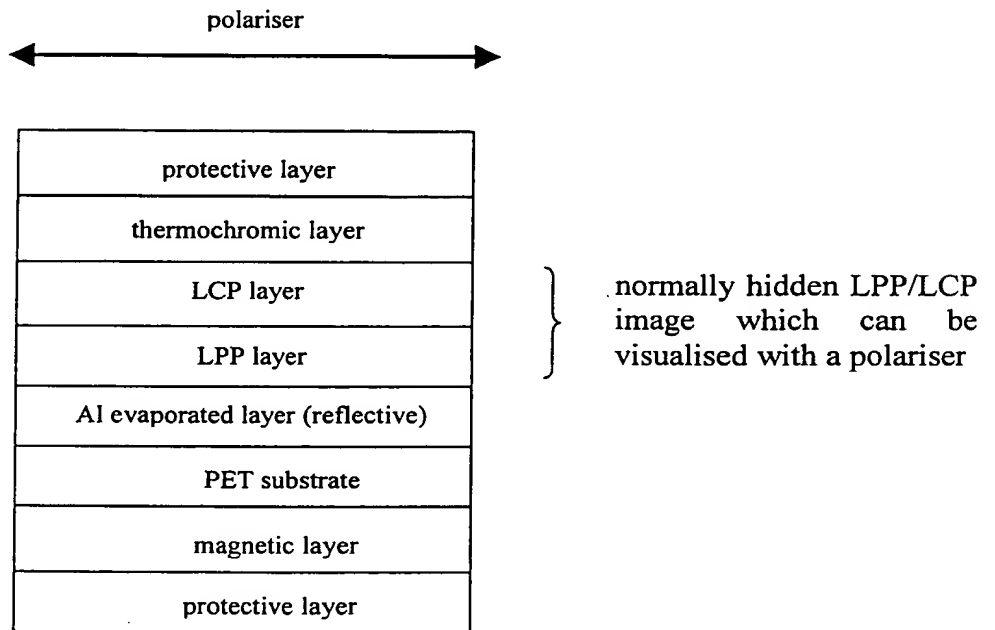 polariser
protective layer
thermochromic layer
LCP layer
LPP layer
Al evaporated layer (reflective)
PET substrate
magnetic layer
protective layer
normally hidden LPP/LCP
image which can be
visualised with a polariser